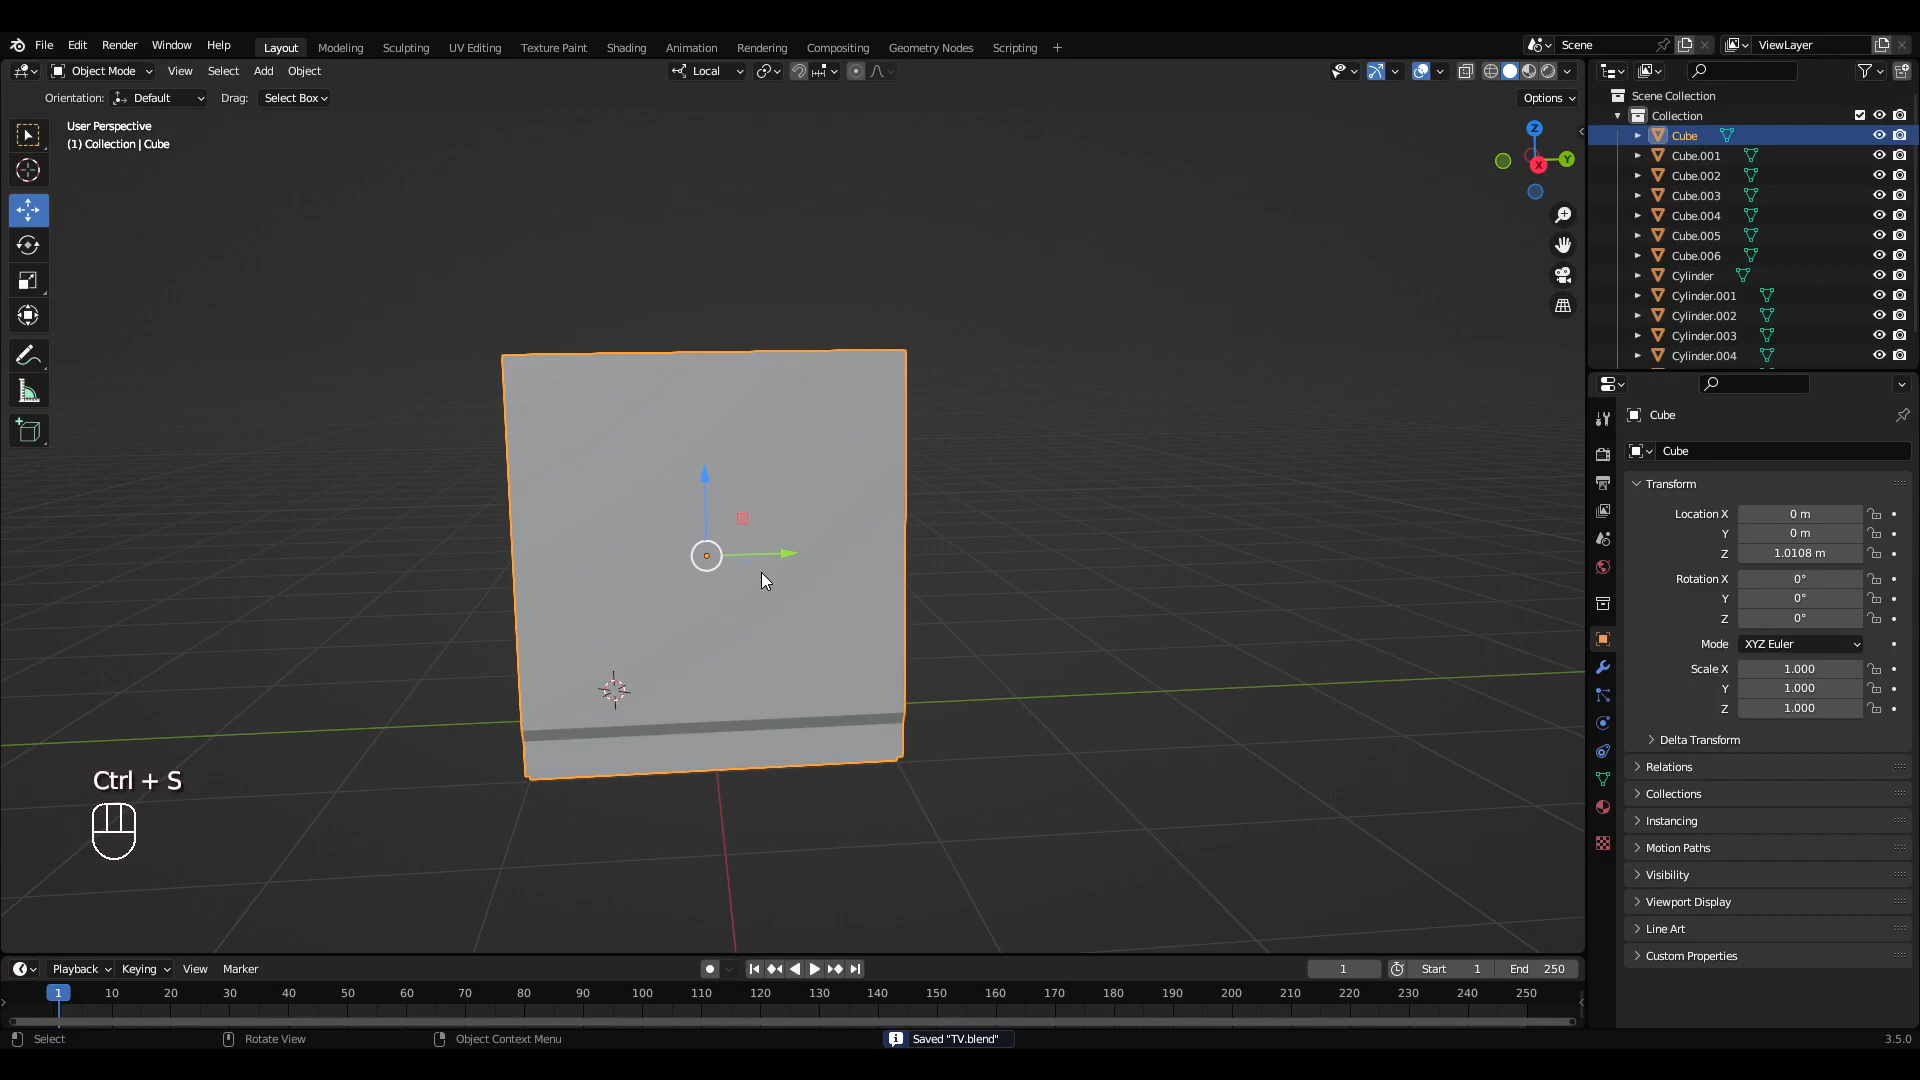 File Edit Render Window Help Layout Modeling Sculpting UV Editing Texture Paint Shading Animation Rendering Compositing Geometry Nodes Scripting + Scene ViewLayer
Object Mode View Select Add Object Local
Orientation: Default Drag: Select Box Options
User Perspective
(1) Collection | Cube
Z
Y
X
Scene Collection
Collection
Cube
Cube.001
Cube.002
Cube.003
Cube.004
Cube.005
Cube.006
Cylinder
Cylinder.001
Cylinder.002
Cylinder.003
Cylinder.004
Cube
Cube
Transform
Location X 0 m
Y 0 m
Z 1.0108 m
Rotation X 0°
Y 0°
Z 0°
Mode XYZ Euler
Scale X 1.000
Y 1.000
Z 1.000
Delta Transform
Relations
Collections
Instancing
Motion Paths
Visibility
Viewport Display
Line Art
Custom Properties
Ctrl + S
Playback Keying View Marker 1 Start 1 End 250
1 10 20 30 40 50 60 70 80 90 100 110 120 130 140 150 160 170 180 190 200 210 220 230 240 250
Select Rotate View Object Context Menu Saved "TV.blend" 3.5.0